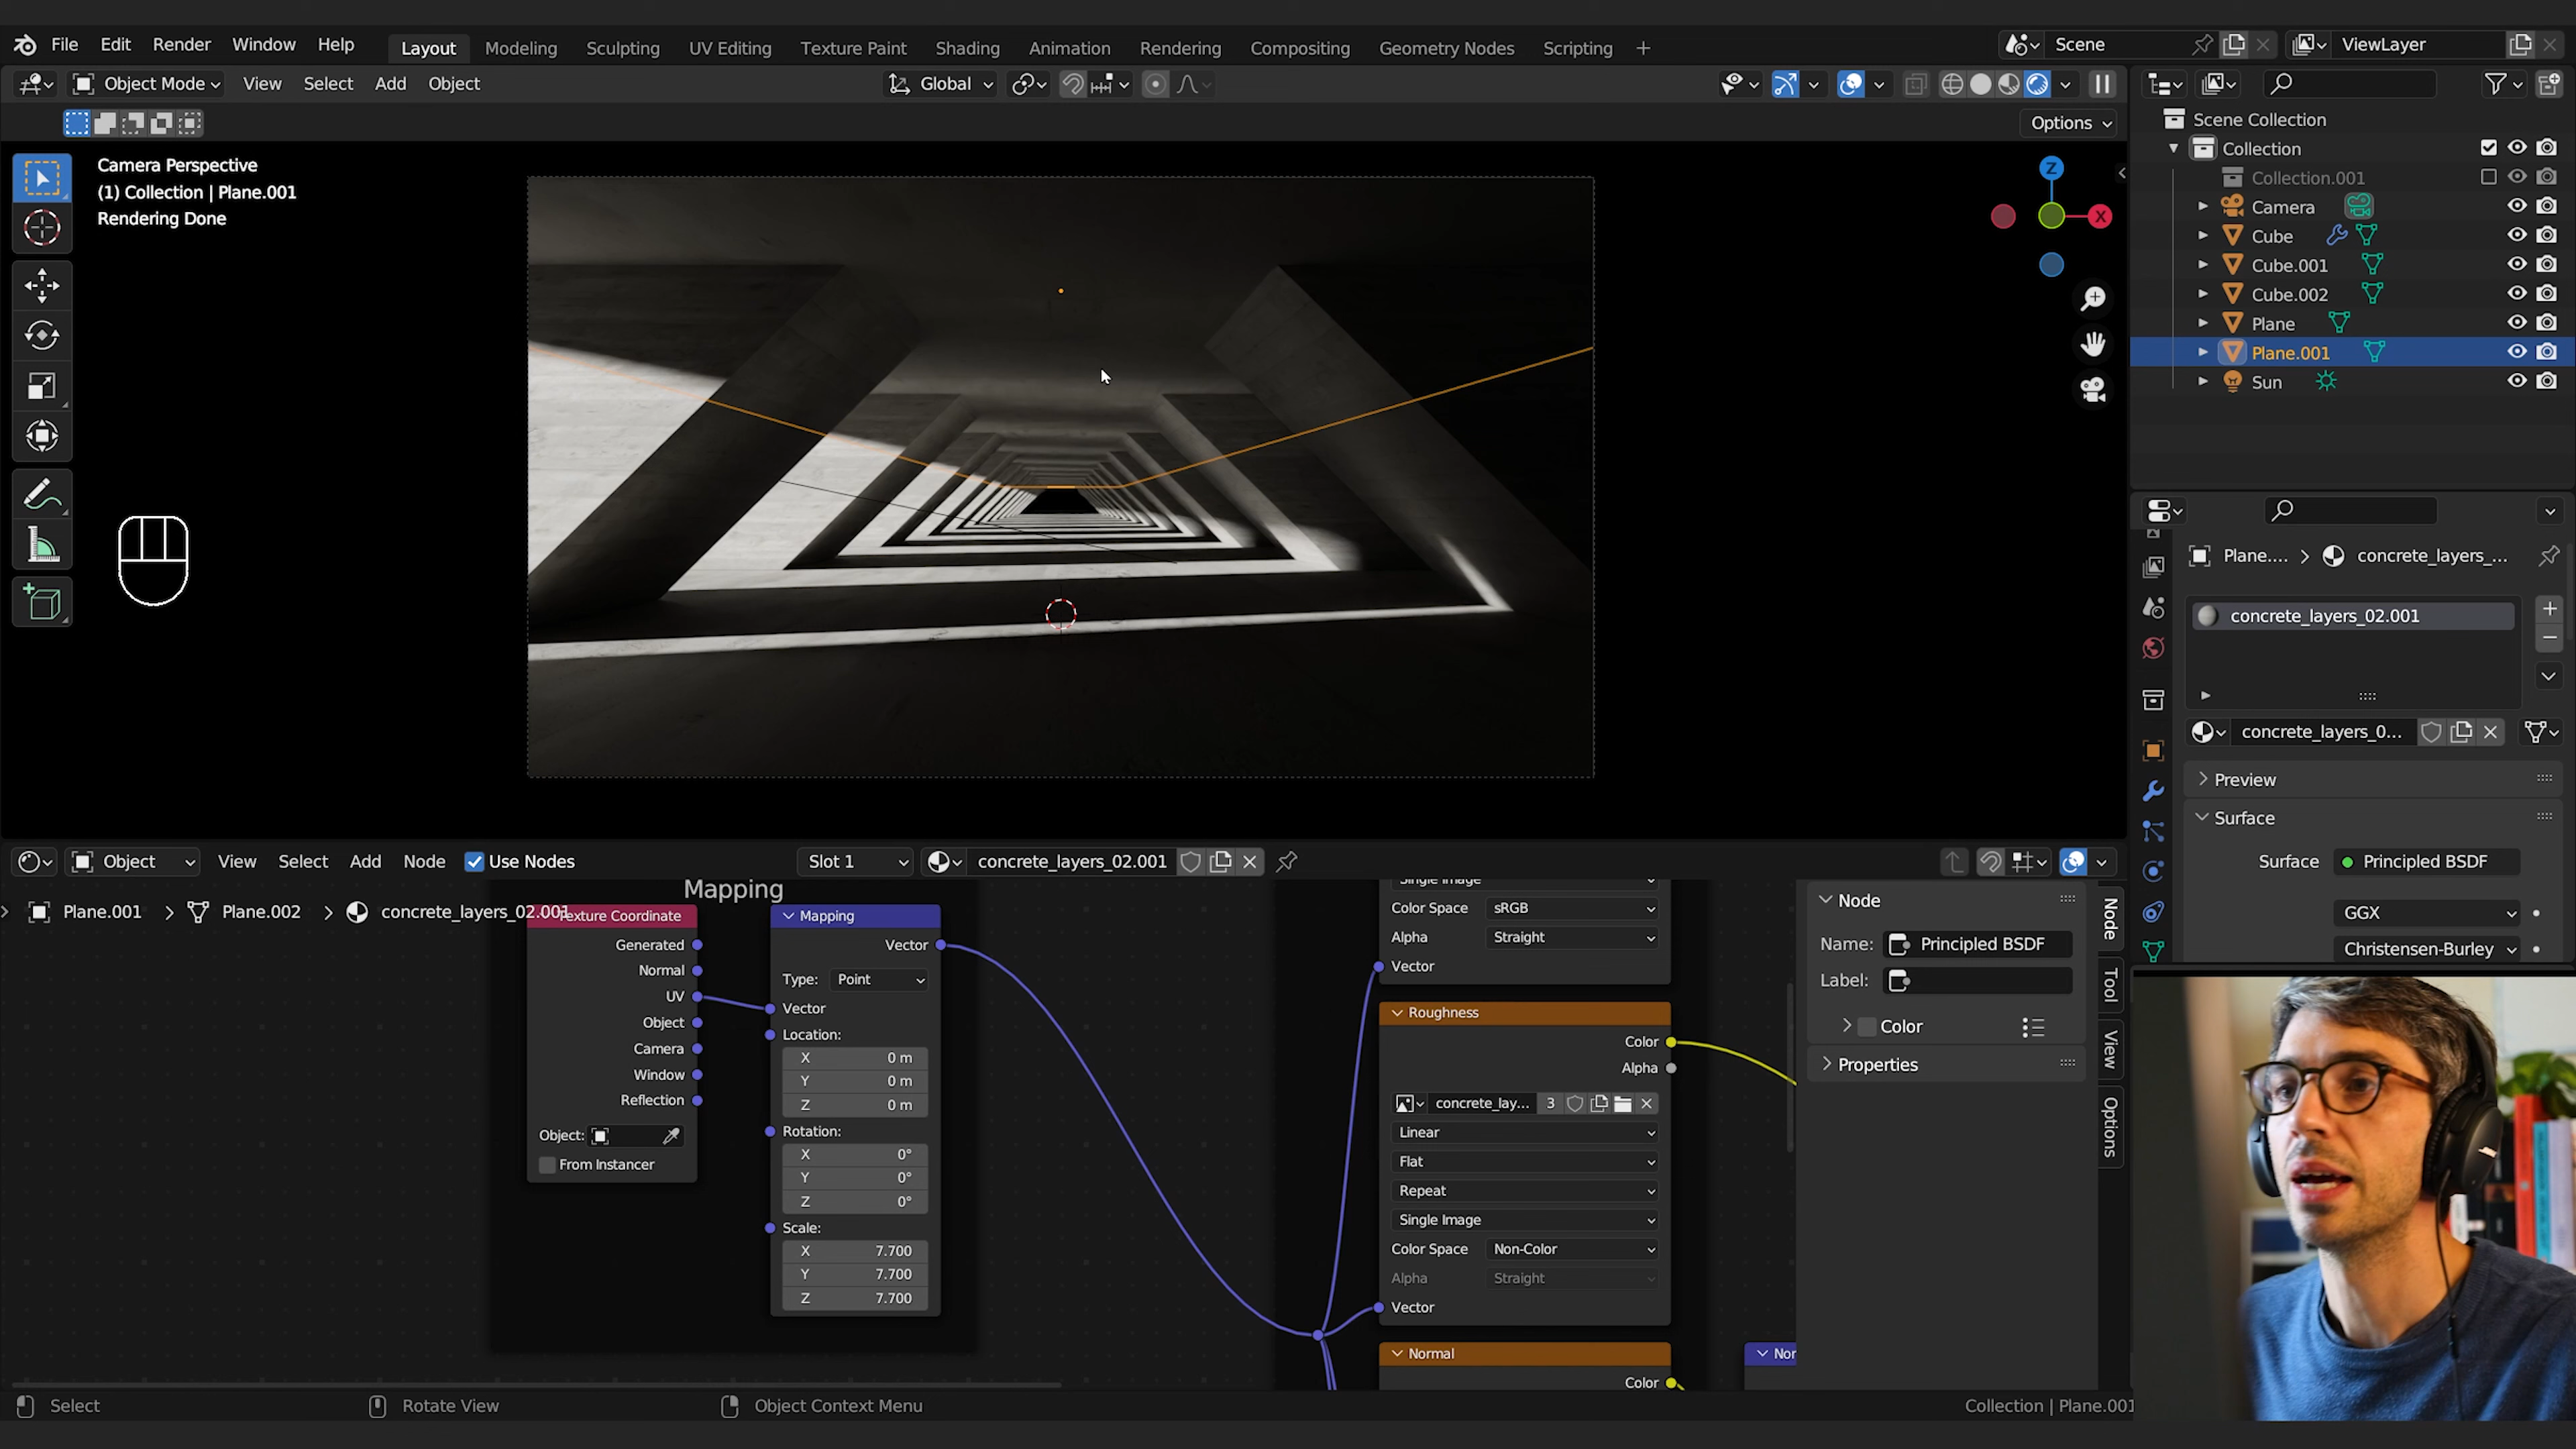 File Edit Render Window Help Layout Modeling Sculpting UV Editing Texture Paint Shading Animation Rendering Compositing Geometry Nodes Scripting + Scene ViewLayer
Object Mode View Select Add Object Global
Options
Camera Perspective
(1) Collection | Plane.001
Rendering Done
Z
X
Scene Collection
Collection
Collection.001
Camera
Cube
Cube.001
Cube.002
Plane
Plane.001
Sun
Plane.... > concrete_layers_...
concrete_layers_02.001
concrete_layers_0...
Preview
Surface
Surface Principled BSDF
GGX
Christensen-Burley
Object View Select Add Node Use Nodes Slot 1 concrete_layers_02.001
Plane.001 > Plane.002 > concrete_layers_02.001
Mapping
Texture Coordinate
Generated
Normal
UV
Object
Camera
Window
Reflection
Object:
From Instancer
Mapping
Vector
Type: Point
Vector
Location:
X 0 m
Y 0 m
Z 0 m
Rotation:
X 0°
Y 0°
Z 0°
Scale:
X 7.700
Y 7.700
Z 7.700
Single Image
Color Space sRGB
Alpha Straight
Vector
Roughness
Color
Alpha
concrete_lay... 3
Linear
Flat
Repeat
Single Image
Color Space Non-Color
Alpha Straight
Vector
Normal
Color
Nor
Node
Name: Principled BSDF
Label:
Color
Properties
Node
Tool
View
Options
Select Rotate View Object Context Menu Collection | Plane.001